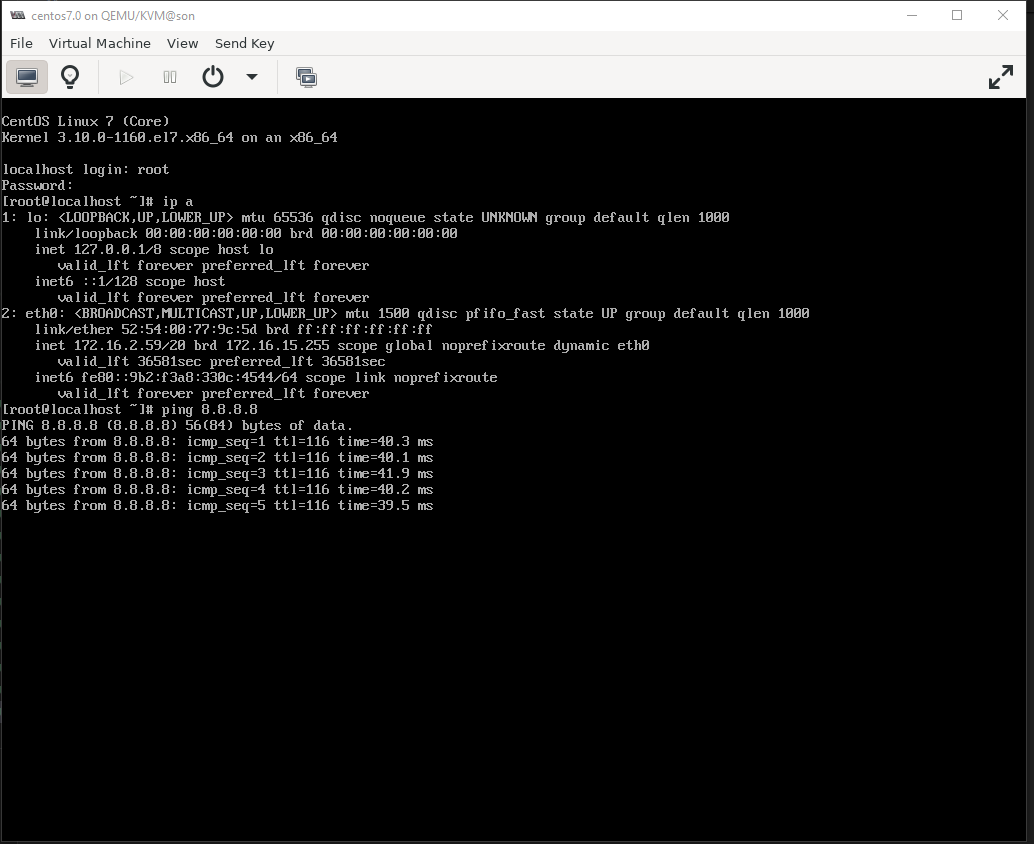 centos7.0 on QEMU/KVM@son
File Virtual Machine View Send Key
CentOS Linux 7 (Core)
Kernel 3.10.0-1160.el7.x86_64 on an x86_64
localhost login: root
Password:
[root@localhost ~]# ip a
1: lo: <LOOPBACK,UP,LOWER_UP> mtu 65536 qdisc noqueue state UNKNOWN group default qlen 1000
link/loopback 00:00:00:00:00:00 brd 00:00:00:00:00:00
inet 127.0.0.1/8 scope host lo
valid_lft forever preferred_lft forever
inet6 ::1/128 scope host
valid_lft forever preferred_lft forever
2: eth0: <BROADCAST,MULTICAST,UP,LOWER_UP> mtu 1500 qdisc pfifo_fast state UP group default qlen 1000
link/ether 52:54:00:77:9c:5d brd ff:ff:ff:ff:ff:ff
inet 172.16.2.59/20 brd 172.16.15.255 scope global noprefixroute dynamic eth0
valid_lft 36581sec preferred_lft 36581sec
inet6 fe80::9b2:f3a8:330c:4544/64 scope link noprefixroute
valid_lft forever preferred_lft forever
[root@localhost ~]# ping 8.8.8.8
PING 8.8.8.8 (8.8.8.8) 56(84) bytes of data.
64 bytes from 8.8.8.8: icmp_seq=1 ttl=116 time=40.3 ms
64 bytes from 8.8.8.8: icmp_seq=2 ttl=116 time=40.1 ms
64 bytes from 8.8.8.8: icmp_seq=3 ttl=116 time=41.9 ms
64 bytes from 8.8.8.8: icmp_seq=4 ttl=116 time=40.2 ms
64 bytes from 8.8.8.8: icmp_seq=5 ttl=116 time=39.5 ms